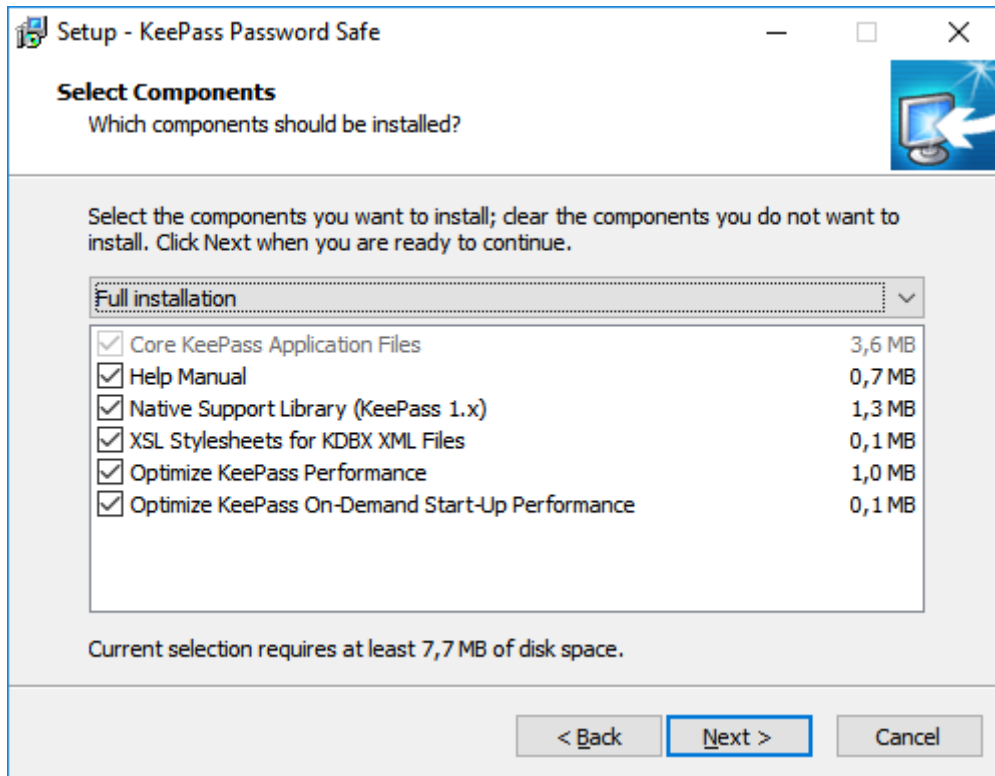 Setup - KeePass Password Safe
Select Components
Which components should be installed?
Select the components you want to install; clear the components you do not want to
install. Click Next when you are ready to continue.
Full installation
Core KeePass Application Files 3,6 MB
Help Manual 0,7 MB
Native Support Library (KeePass 1.x) 1,3 MB
XSL Stylesheets for KDBX XML Files 0,1 MB
Optimize KeePass Performance 1,0 MB
Optimize KeePass On-Demand Start-Up Performance 0,1 MB
Current selection requires at least 7,7 MB of disk space.
< Back Next > Cancel